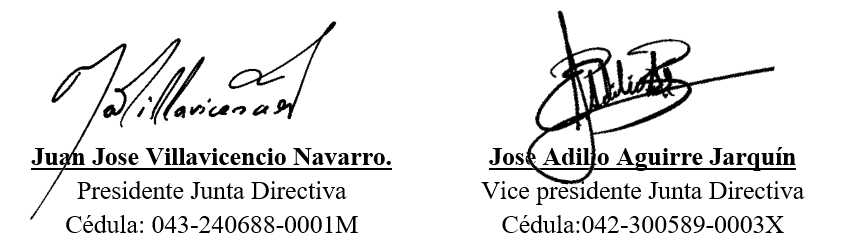 Juan Jose Villavicencio Navarro.
Presidente Junta Directiva
Cédula: 043-240688-0001M
Jose Adilio Aguirre Jarquín
Vice presidente Junta Directiva
Cédula:042-300589-0003X